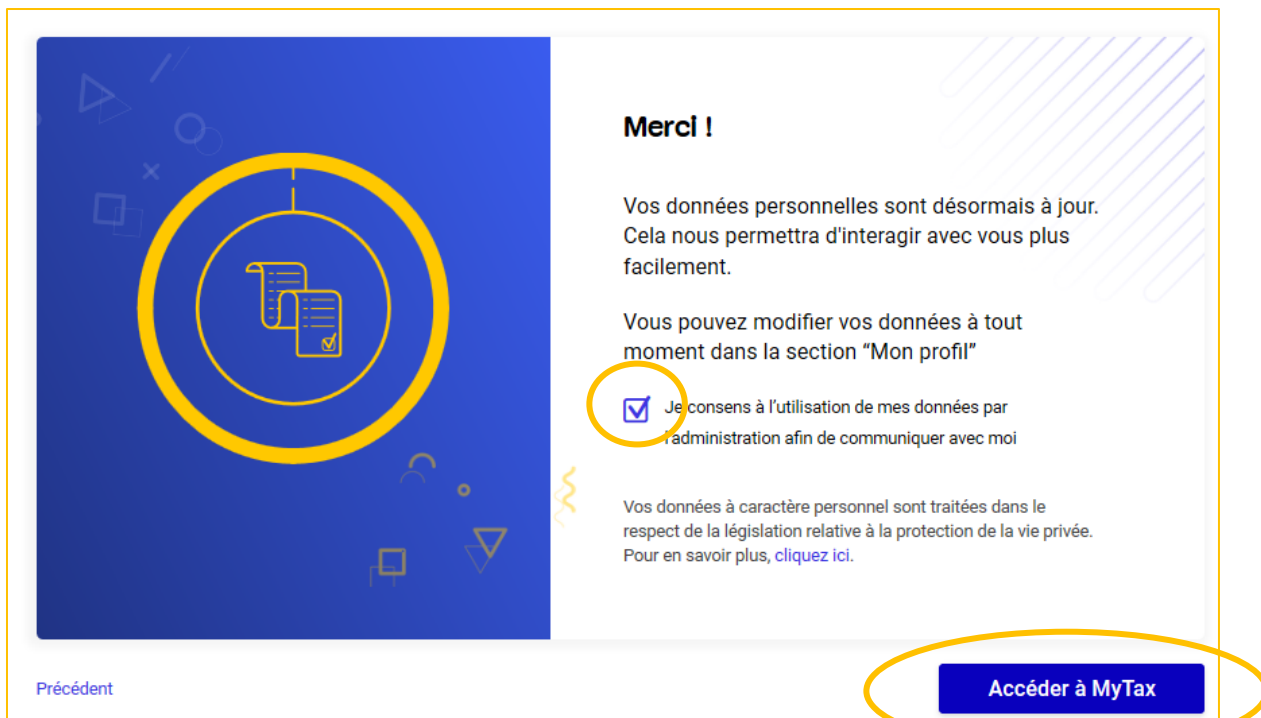 Merci !
Vos données personnelles sont désormais à jour.
Cela nous permettra d'interagir avec vous plus
facilement.
Vous pouvez modifier vos données à tout
moment dans la section “Mon profil”
Je consens à l’utilisation de mes données par
l'administration afin de communiquer avec moi
Vos données à caractère personnel sont traitées dans le
respect de la législation relative à la protection de la vie privée.
Pour en savoir plus, cliquez ici.
Précédent
Accéder à MyTax